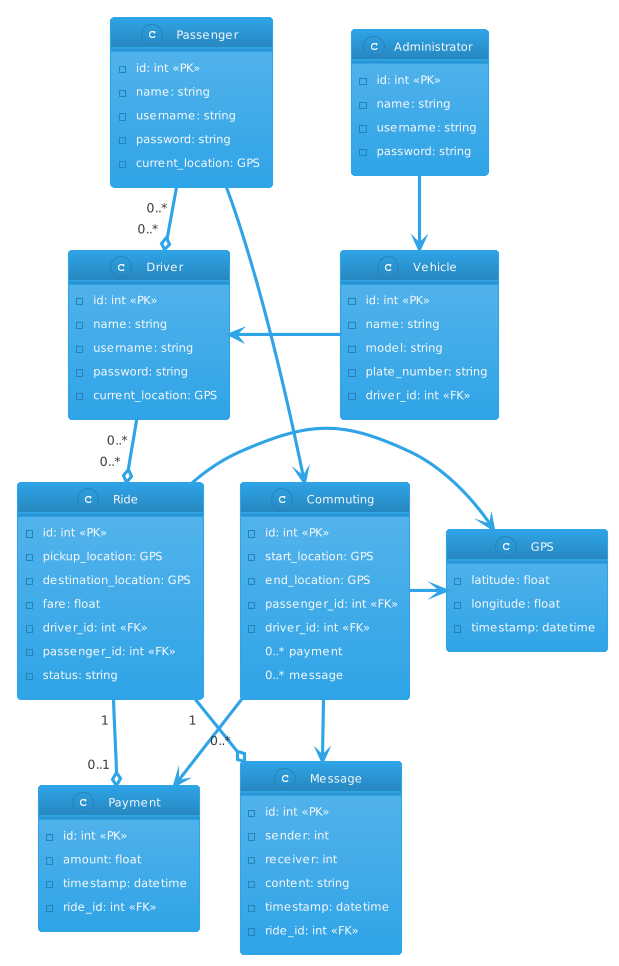 C Passenger
id: int «PK»
name: string
username: string
password: string
current_location: GPS
C Administrator
id: int «PK»
name: string
username: string
password: string
0..*
0..*
C Driver
id: int «PK»
name: string
username: string
password: string
current_location: GPS
C Vehicle
id: int «PK»
name: string
model: string
plate_number: string
driver_id: int «FK»
0..*
0..*
C Ride
id: int «PK»
pickup_location: GPS
destination_location: GPS
fare: float
driver_id: int «FK»
passenger_id: int «FK»
status: string
C Commuting
id: int «PK»
start_location: GPS
end_location: GPS
passenger_id: int «FK»
driver_id: int «FK»
0..* payment
0..* message
C GPS
latitude: float
longitude: float
timestamp: datetime
1
0..1
1
0..*
C Payment
id: int «PK»
amount: float
timestamp: datetime
ride_id: int «FK»
C Message
id: int «PK»
sender: int
receiver: int
content: string
timestamp: datetime
ride_id: int «FK»